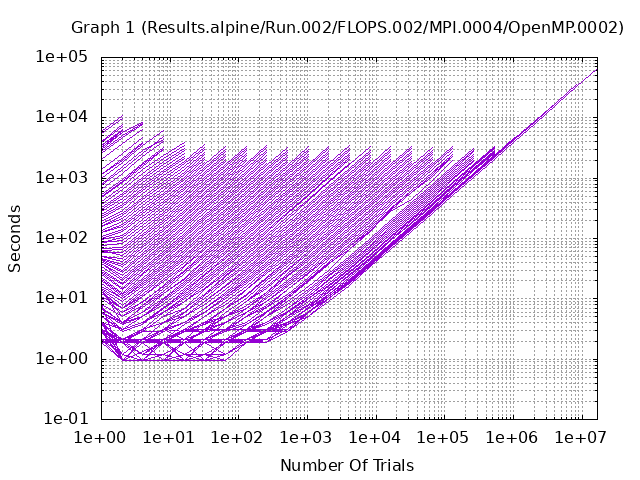 Graph 1 (Results.alpine/Run.002/FLOPS.002/MPI.0004/OpenMP.0002)
1e+05
1e+04
1e+03
1e+02
1e+01
1e+00
1e-01
Seconds
1e+00 1e+01 1e+02 1e+03 1e+04 1e+05 1e+06 1e+07
Number Of Trials